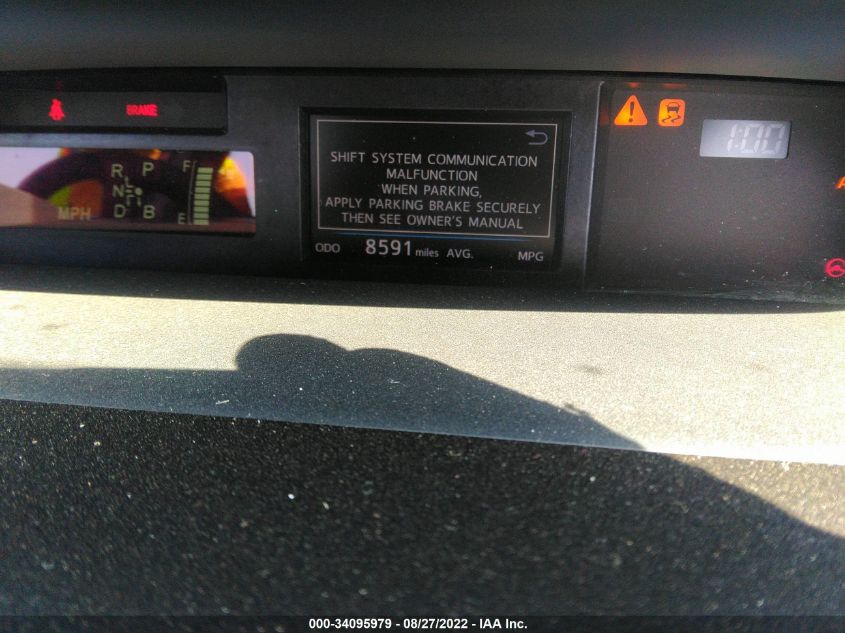 BRAKE
1:00
R P F
N
MPH D B E
SHIFT SYSTEM COMMUNICATION
MALFUNCTION
WHEN PARKING,
APPLY PARKING BRAKE SECURELY
THEN SEE OWNER'S MANUAL
ODO 8591 miles AVG. MPG
000-34095979 - 08/27/2022 - IAA Inc.